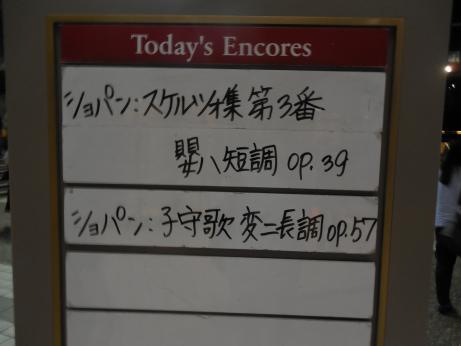 Today's Encores
ショパン:スケルツォ集 第3番
嬰ハ短調 op.39
ショパン:子守歌 変ニ長調 op.57